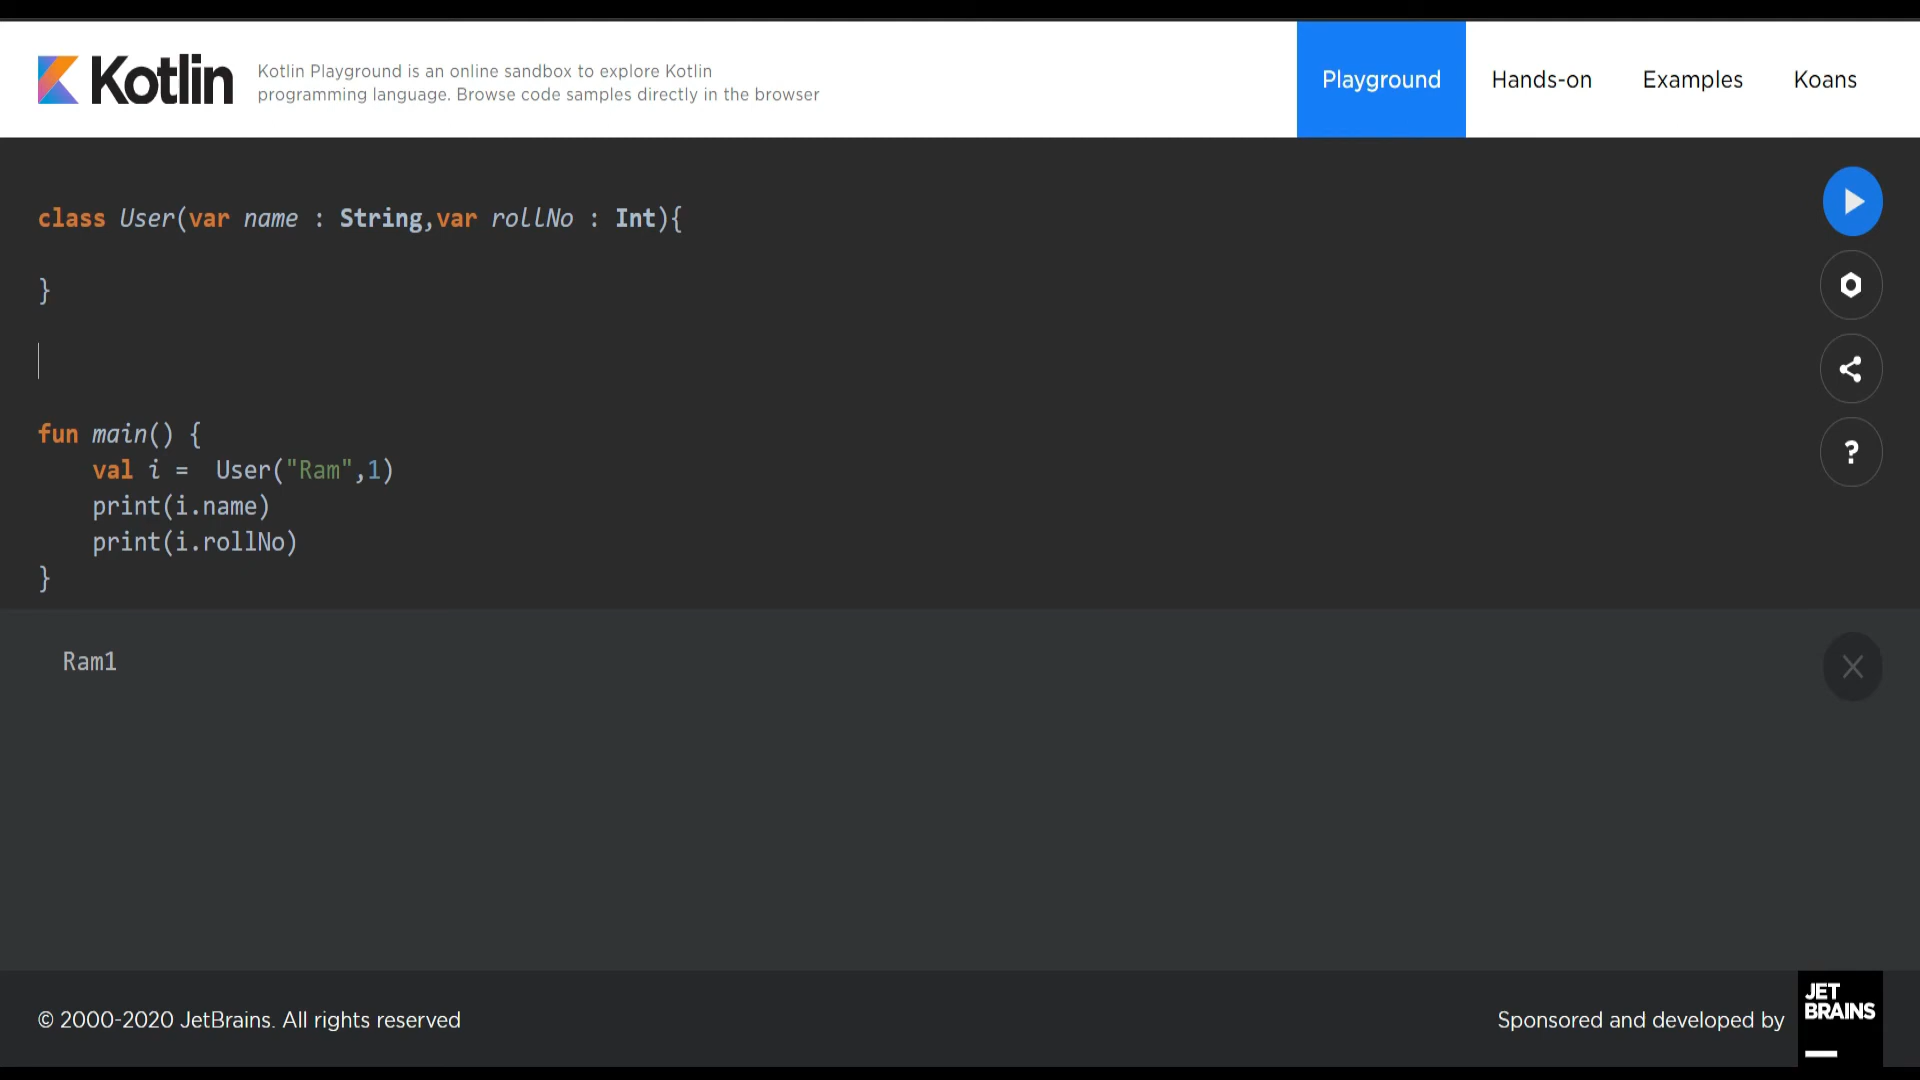 Kotlin
Kotlin Playground is an online sandbox to explore Kotlin
programming language. Browse code samples directly in the browser
Playground
Hands-on
Examples
Koans
class User(var name : String,var rollNo : Int){
}
fun main() {
    val i =  User("Ram",1)
    print(i.name)
    print(i.rollNo)
}
?
Ram1
© 2000-2020 JetBrains. All rights reserved
Sponsored and developed by
JET
BRAINS